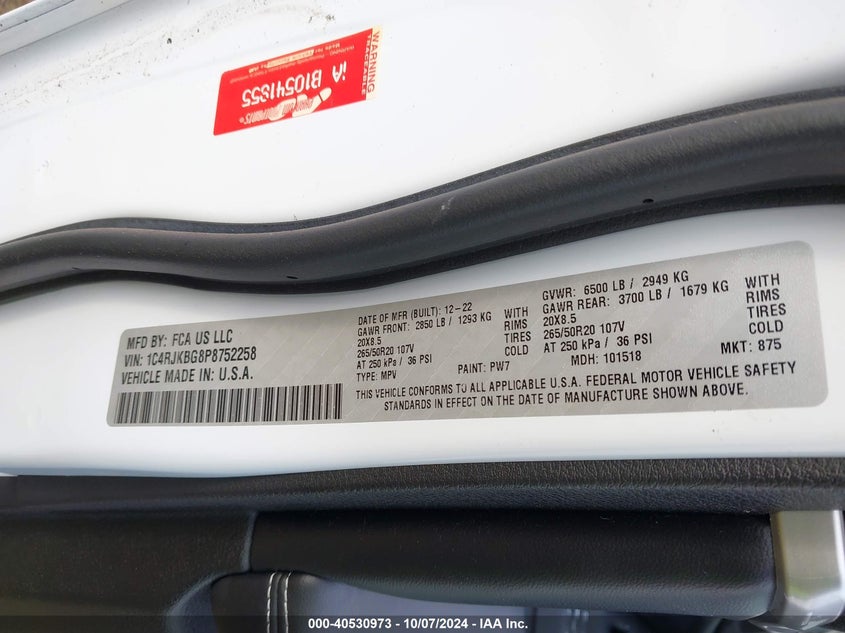 WARNING
TRACEABLE
iA B10541855
MFD BY: FCA US LLC
VIN: 1C4RJKBG8P8752258
VEHICLE MADE IN: U.S.A.
DATE OF MFR (BUILT): 12-22
GAWR FRONT: 2850 LB / 1293 KG WITH
20X8.5 RIMS
265/50R20 107V TIRES
AT 250 kPa / 36 PSI COLD
TYPE: MPV PAINT: PW7
GVWR: 6500 LB / 2949 KG
GAWR REAR: 3700 LB / 1679 KG WITH
20X8.5 RIMS
265/50R20 107V TIRES
AT 250 kPa / 36 PSI COLD
MDH: 101518 MKT: 875
THIS VEHICLE CONFORMS TO ALL APPLICABLE U.S.A. FEDERAL MOTOR VEHICLE SAFETY
STANDARDS IN EFFECT ON THE DATE OF MANUFACTURE SHOWN ABOVE.
000-40530973 - 10/07/2024 - IAA Inc.